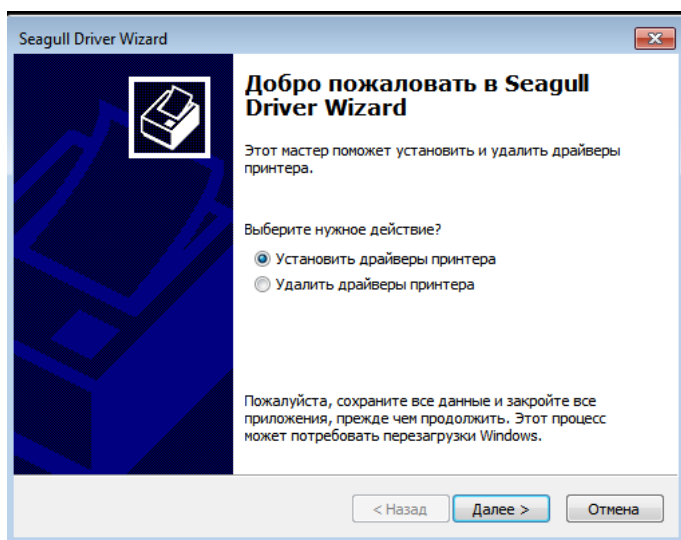 Seagull Driver Wizard
Добро пожаловать в Seagull
Driver Wizard
Этот мастер поможет установить и удалить драйверы
принтера.
Выберите нужное действие?
Установить драйверы принтера
Удалить драйверы принтера
Пожалуйста, сохраните все данные и закройте все
приложения, прежде чем продолжить. Этот процесс
может потребовать перезагрузки Windows.
< Назад Далее > Отмена